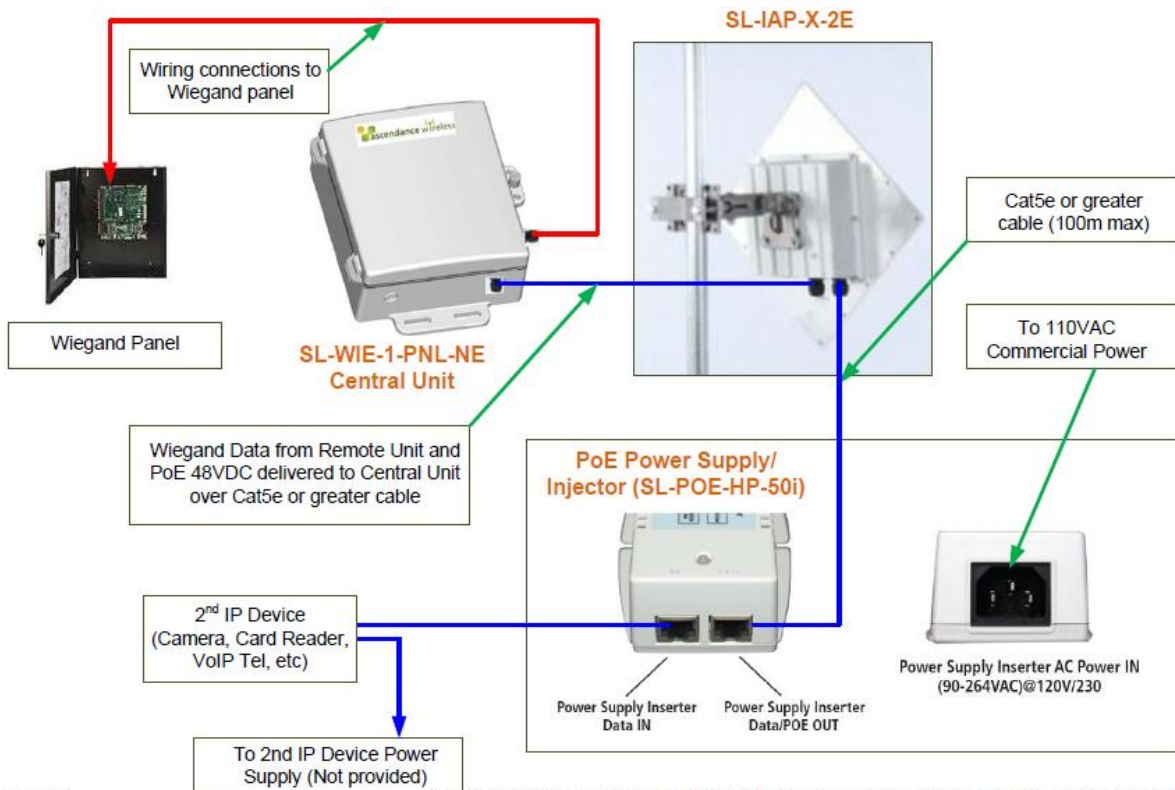 SL-IAP-X-2E
Wiring connections to
Wiegand panel
ascendance wireless
Cat5e or greater
cable (100m max)
Wiegand Panel
To 110VAC
Commercial Power
SL-WIE-1-PNL-NE
Central Unit
Wiegand Data from Remote Unit and
PoE 48VDC delivered to Central Unit
over Cat5e or greater cable
PoE Power Supply/
Injector (SL-POE-HP-50i)
2nd IP Device
(Camera, Card Reader,
VoIP Tel, etc)
Power Supply Inserter
Data IN
Power Supply Inserter
Data/POE OUT
Power Supply Inserter AC Power IN
(90-264VAC)@120V/230
To 2nd IP Device Power
Supply (Not provided)